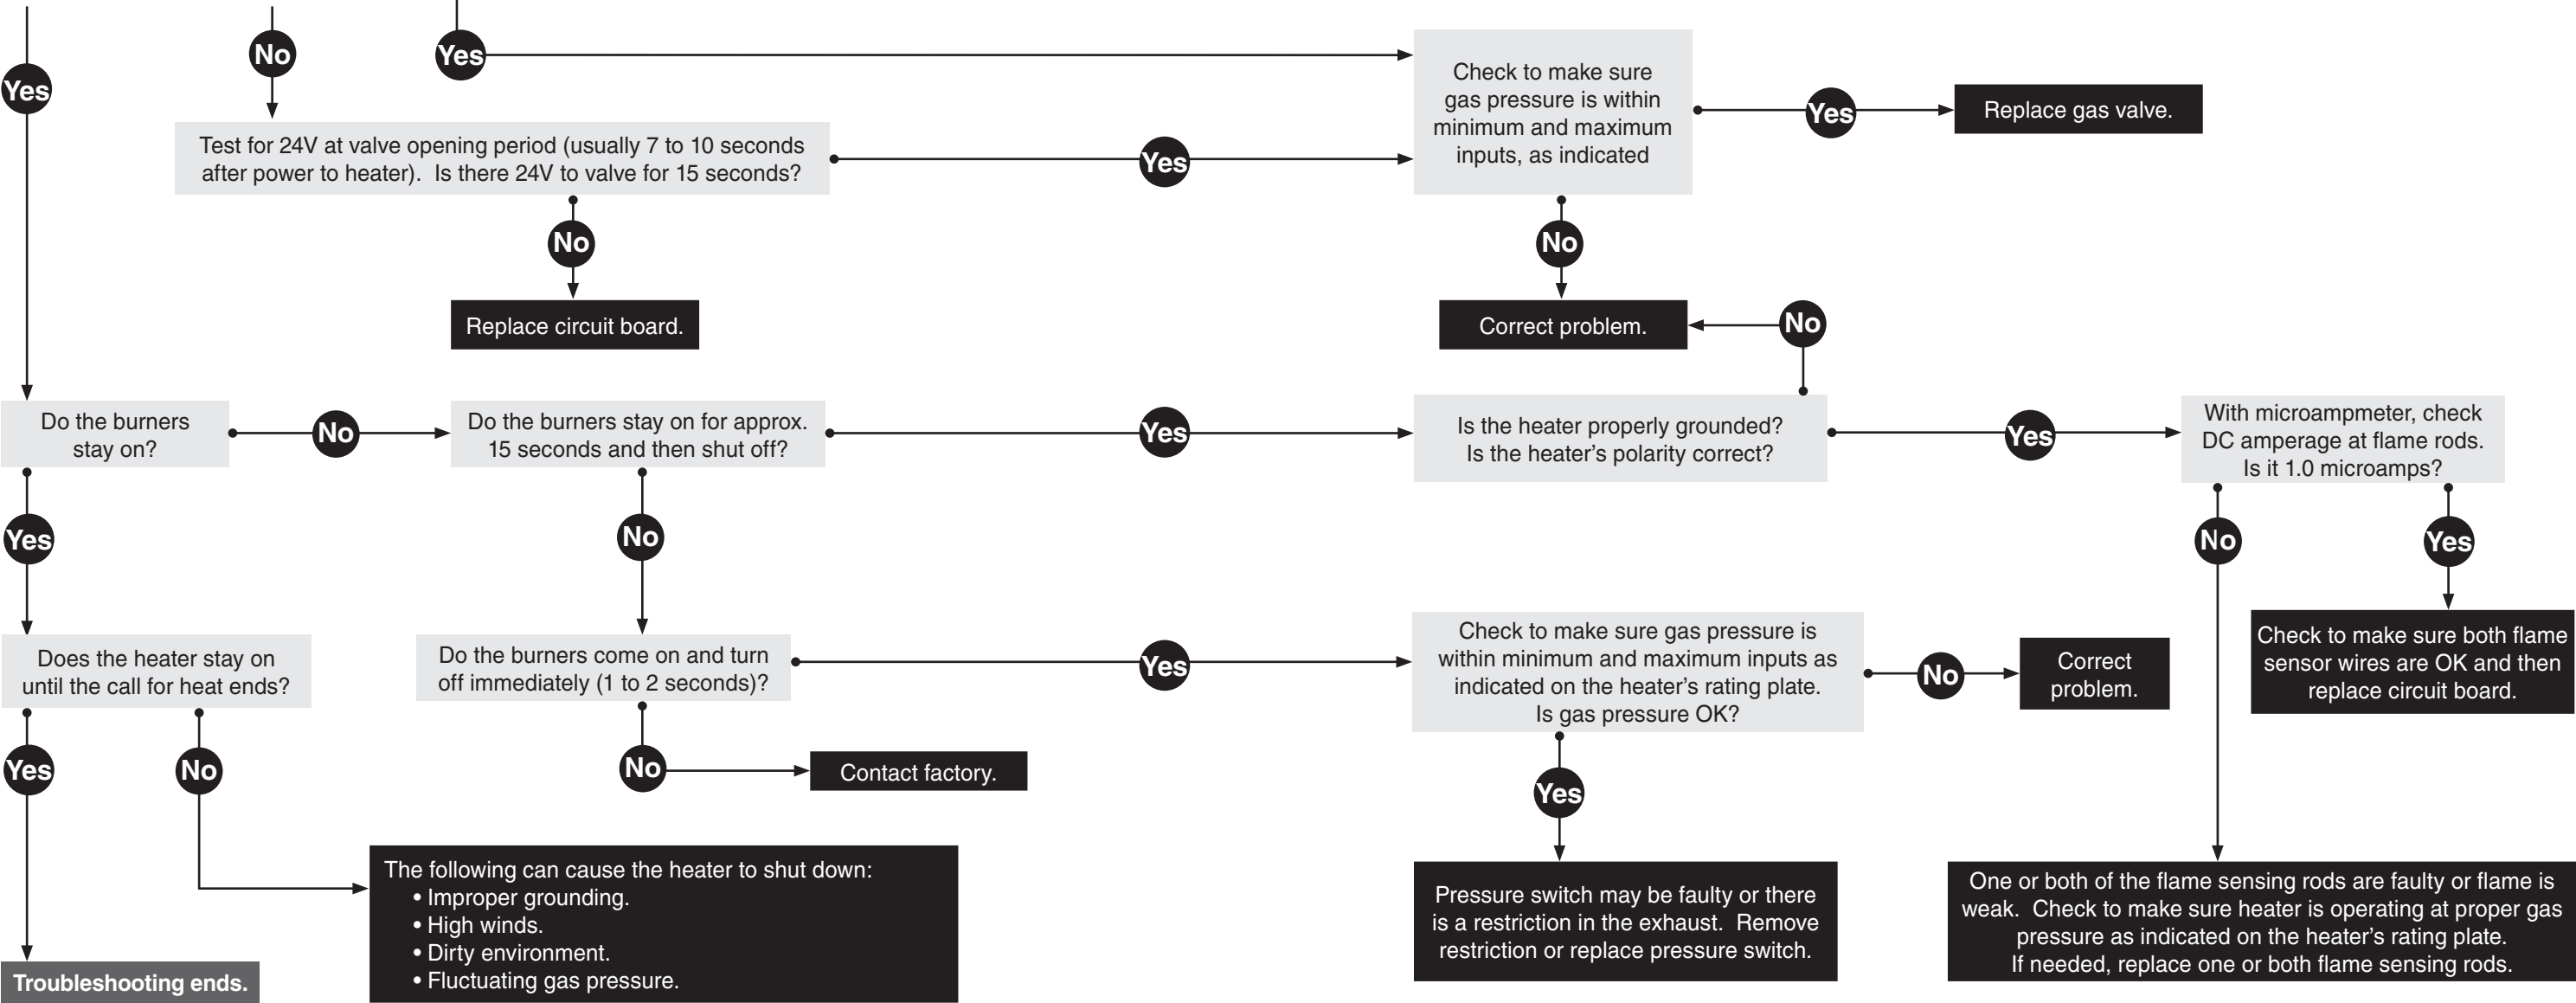 Yes
No
Yes
Check to make sure
gas pressure is within
minimum and maximum
inputs, as indicated
Yes
Replace gas valve.
Test for 24V at valve opening period (usually 7 to 10 seconds
after power to heater).  Is there 24V to valve for 15 seconds?
Yes
No
No
Replace circuit board.
Correct problem.
No
Do the burners
stay on?
No
Do the burners stay on for approx.
15 seconds and then shut off?
Yes
Is the heater properly grounded?
Is the heater’s polarity correct?
Yes
With microampmeter, check
DC amperage at flame rods.
Is it 1.0 microamps?
Yes
No
No
Yes
Does the heater stay on
until the call for heat ends?
Do the burners come on and turn
off immediately (1 to 2 seconds)?
Yes
Check to make sure gas pressure is
within minimum and maximum inputs as
indicated on the heater’s rating plate.
Is gas pressure OK?
No
Correct
problem.
Check to make sure both flame
sensor wires are OK and then
replace circuit board.
Yes
No
No
Contact factory.
Yes
The following can cause the heater to shut down:
• Improper grounding.
• High winds.
• Dirty environment.
• Fluctuating gas pressure.
Pressure switch may be faulty or there
is a restriction in the exhaust.  Remove
restriction or replace pressure switch.
One or both of the flame sensing rods are faulty or flame is
weak.  Check to make sure heater is operating at proper gas
pressure as indicated on the heater’s rating plate.
If needed, replace one or both flame sensing rods.
Troubleshooting ends.